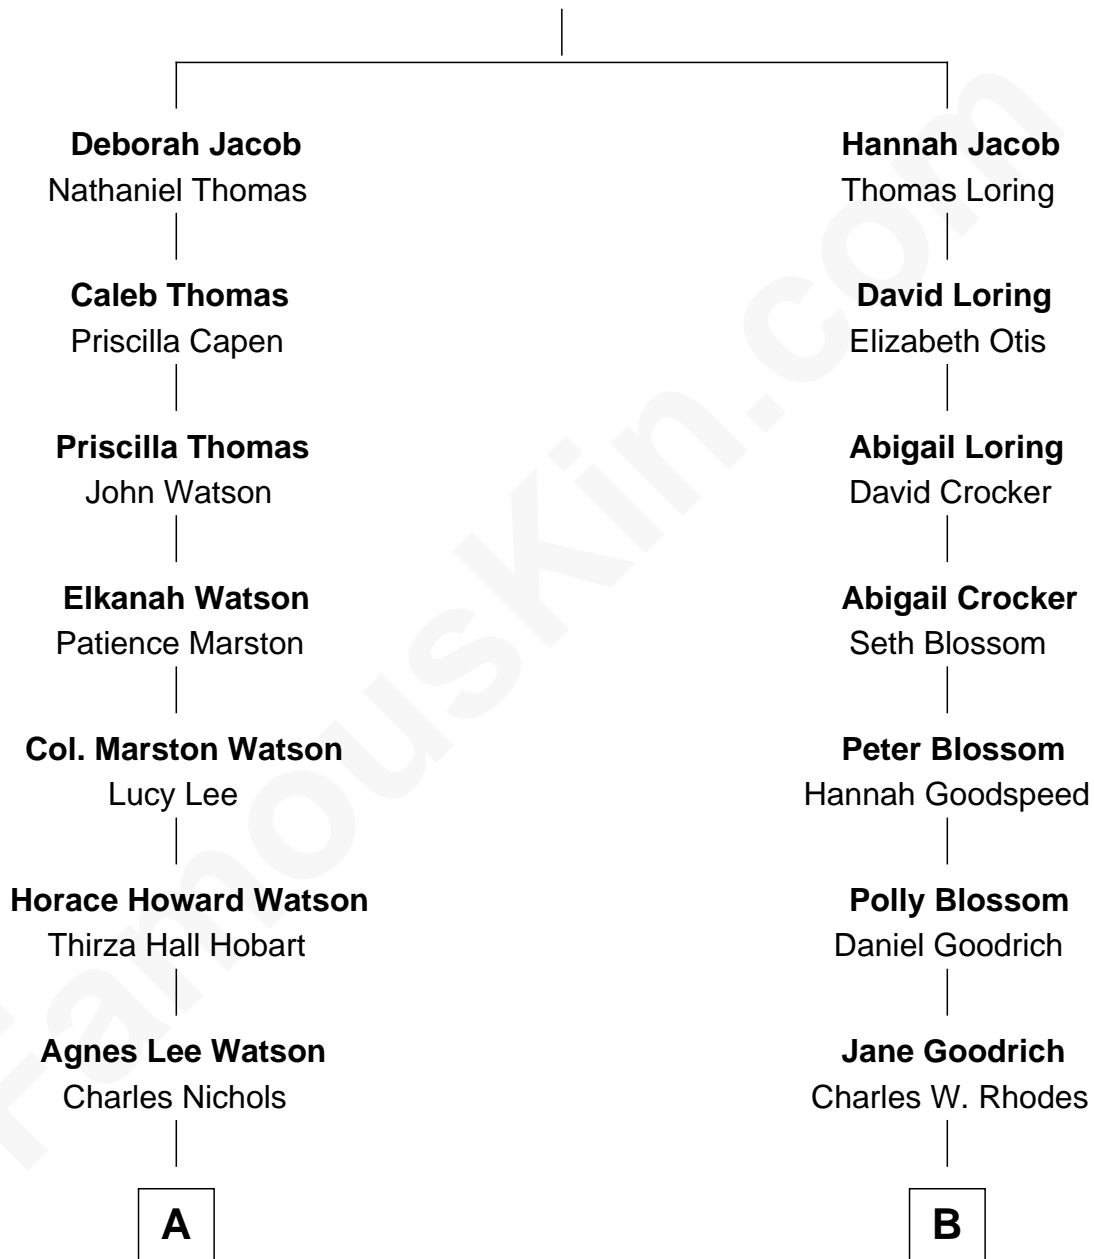 Deborah Jacob
Nathaniel Thomas
Caleb Thomas
Priscilla Capen
Priscilla Thomas
John Watson
Elkanah Watson
Patience Marston
Col. Marston Watson
Lucy Lee
Horace Howard Watson
Thirza Hall Hobart
Agnes Lee Watson
Charles Nichols
A
Hannah Jacob
Thomas Loring
David Loring
Elizabeth Otis
Abigail Loring
David Crocker
Abigail Crocker
Seth Blossom
Peter Blossom
Hannah Goodspeed
Polly Blossom
Daniel Goodrich
Jane Goodrich
Charles W. Rhodes
B
FamousKin.com